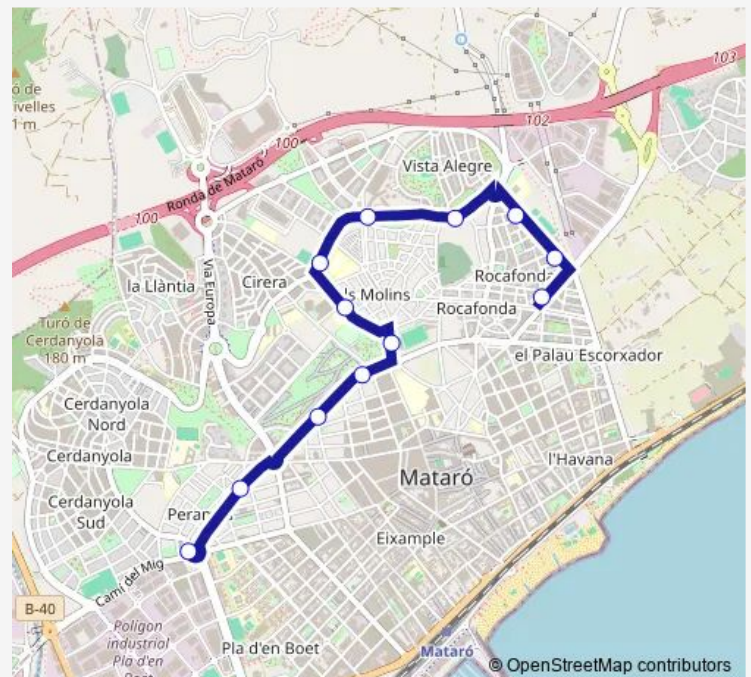 103
102
100
Vista Alegre
Ronda de Mataró
100
la Llàntia
Cirera
Via Europa
's Molins
Rocafonda
Rocafonda
el Palau Escorxador
Turó de
Cerdanyola
180 m
Cerdanyola
Nord
Cerdanyola
Cerdanyola
Sud
l'Havana
Mataró
Eixample
Camí del Mig
B-40
Polígon
industrial
Pla d'en
Pla d'en Boet
Mataró
© OpenStreetMap contributors